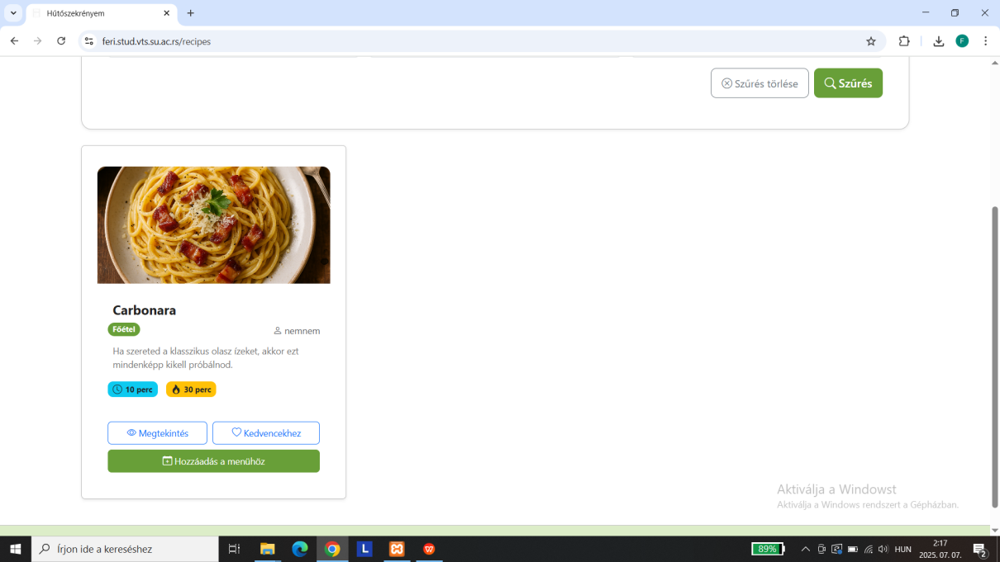 Hűtőszekrényem
feri.stud.vts.su.ac.rs/recipes
F
Szűrés törlése
Szűrés
Carbonara
Főétel
nemnem
Ha szereted a klasszikus olasz ízeket, akkor ezt
mindenképp kikell próbálnod.
10 perc
30 perc
Megtekintés
Kedvencekhez
Hozzáadás a menühöz
Aktiválja a Windowst
Aktiválja a Windows rendszert a Gépházban.
Írjon ide a kereséshez
L
89%
HUN
2:17
2025. 07. 07.
2